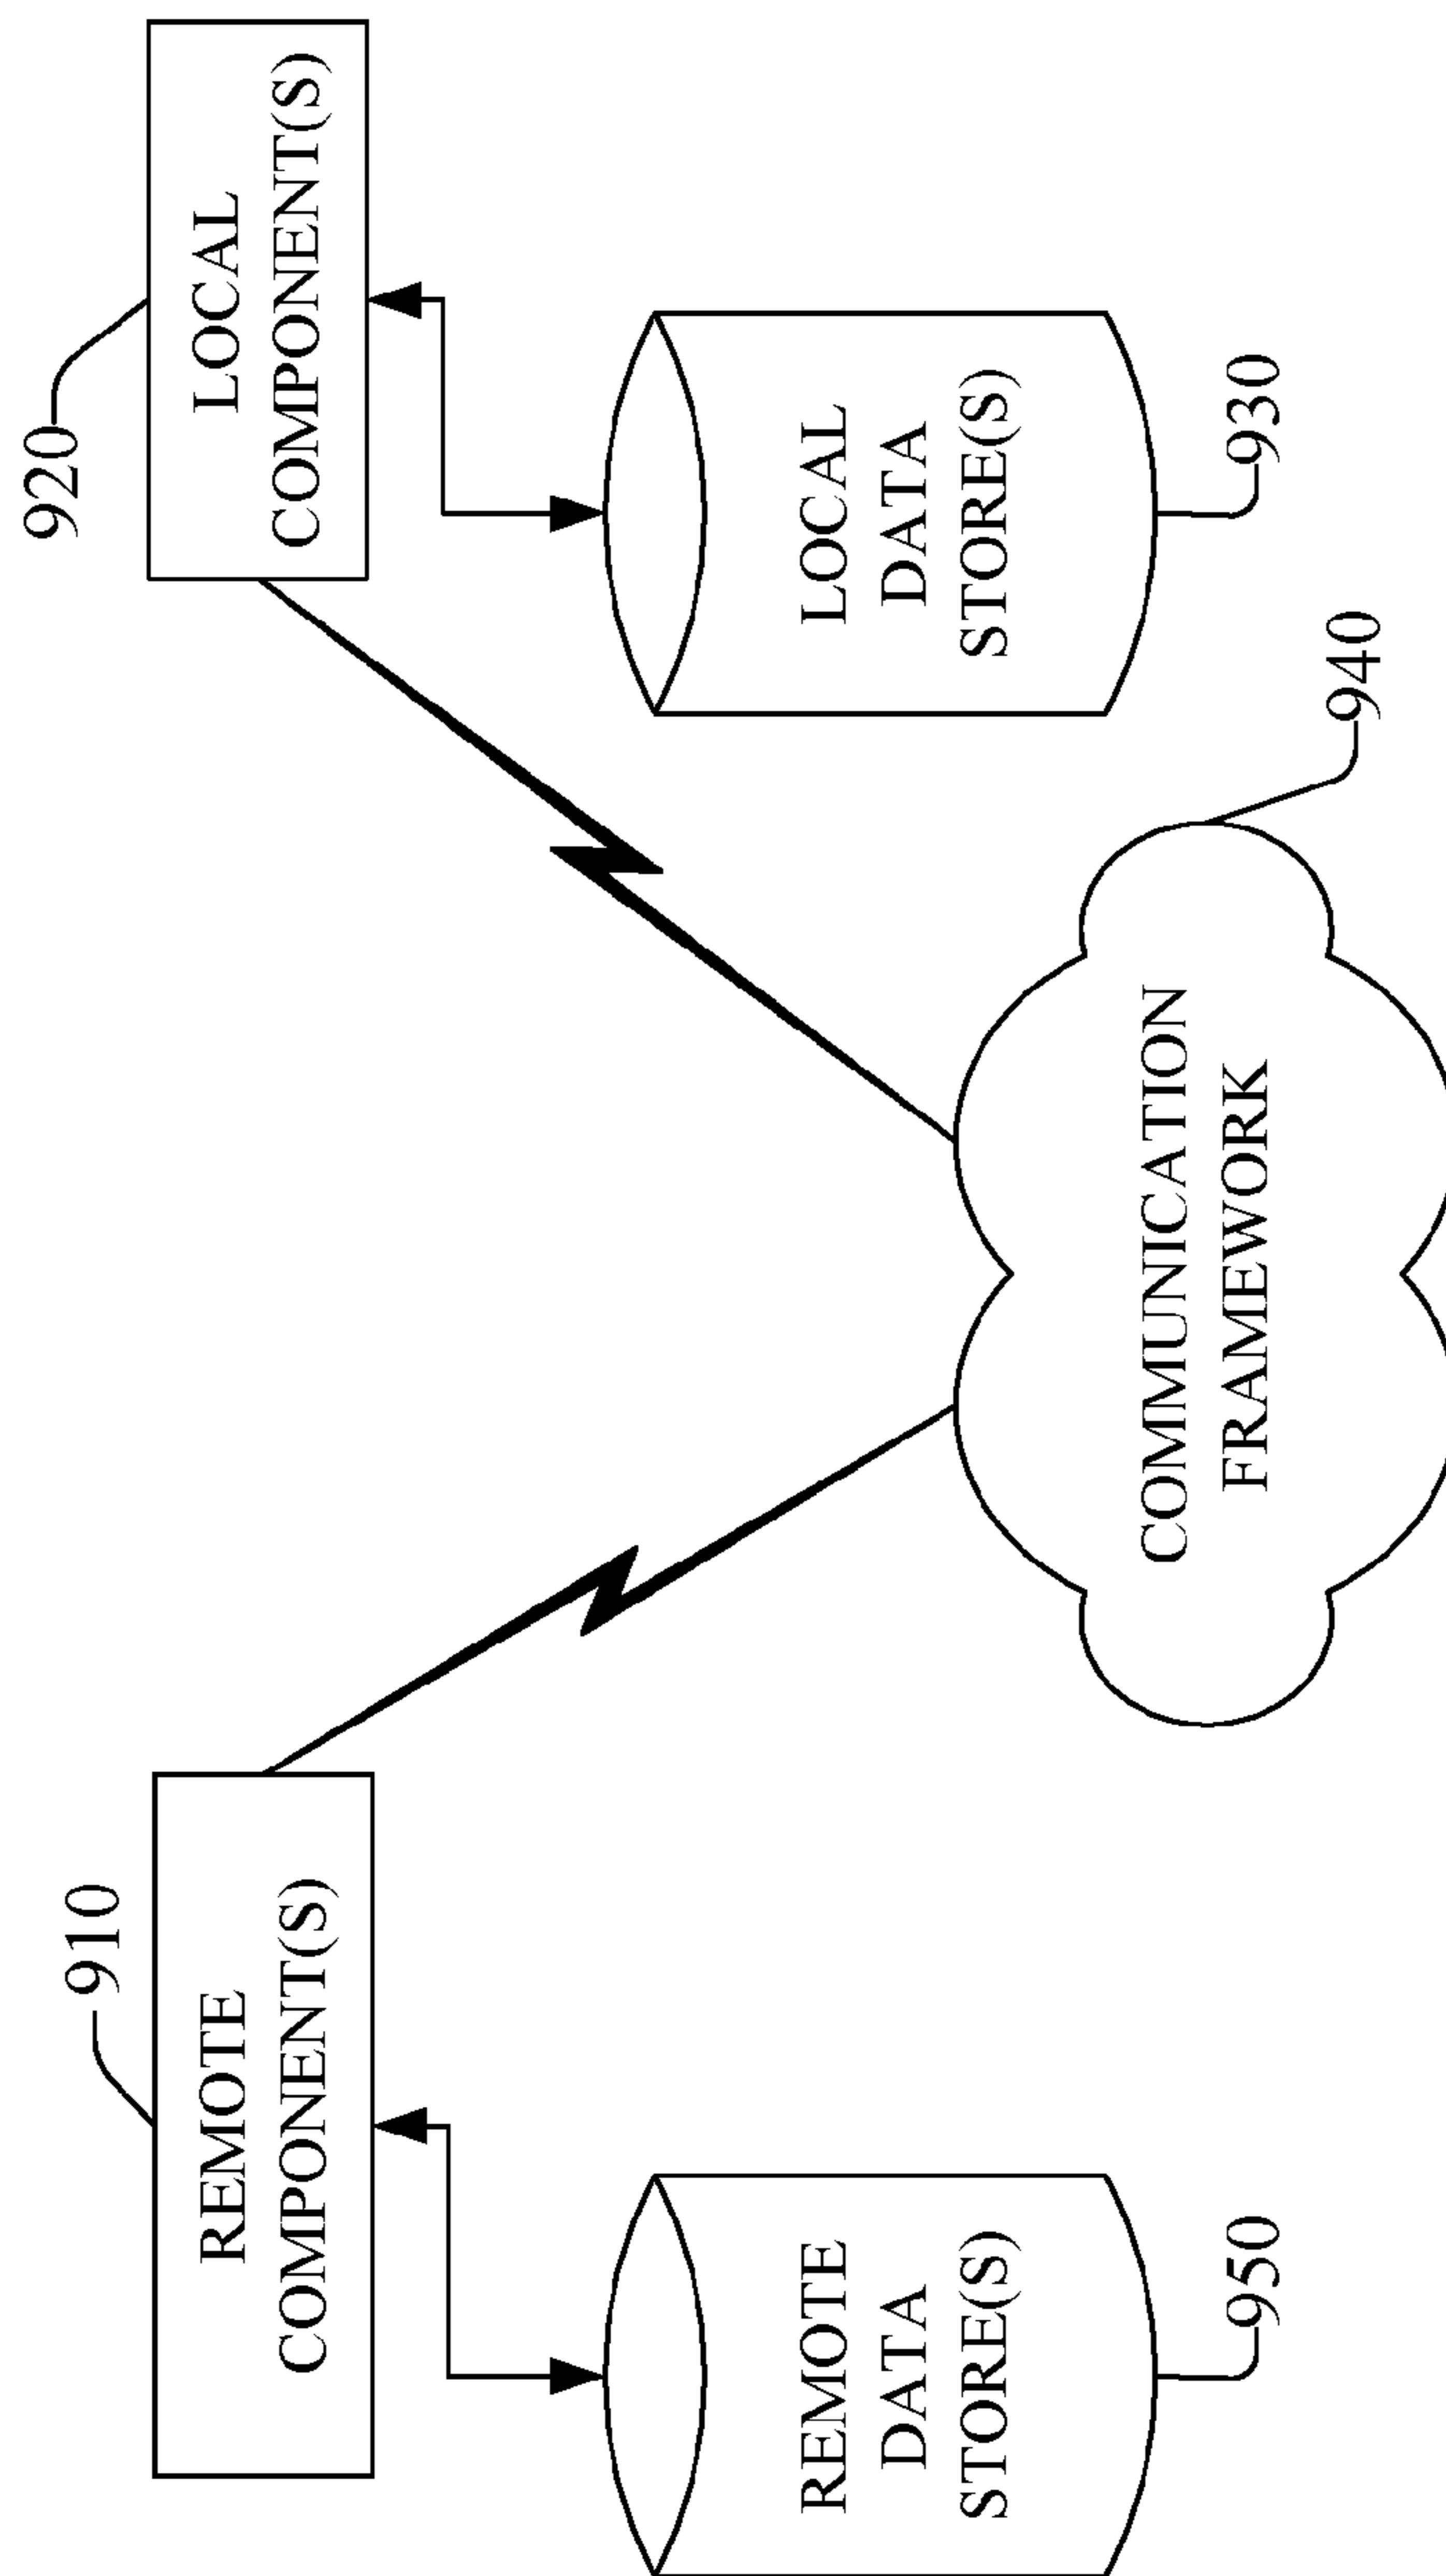 910
REMOTE
COMPONENT(S)
920
LOCAL
COMPONENT(S)
REMOTE
DATA
STORE(S)
950
COMMUNICATION
FRAMEWORK
940
LOCAL
DATA
STORE(S)
930